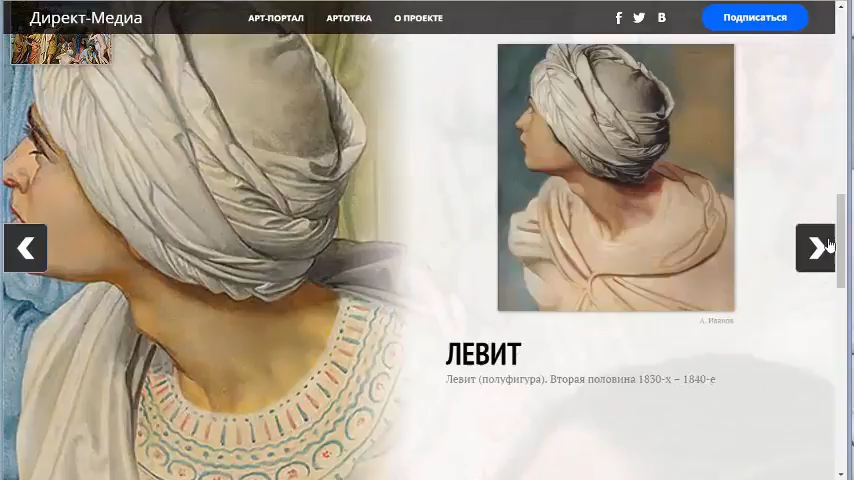 Директ-Медиа
АРТ-ПОРТАЛ АРТОТЕКА О ПРОЕКТЕ
Подписаться
А. Иванов
ЛЕВИТ
Левит (полуфигура). Вторая половина 1830-х – 1840-е